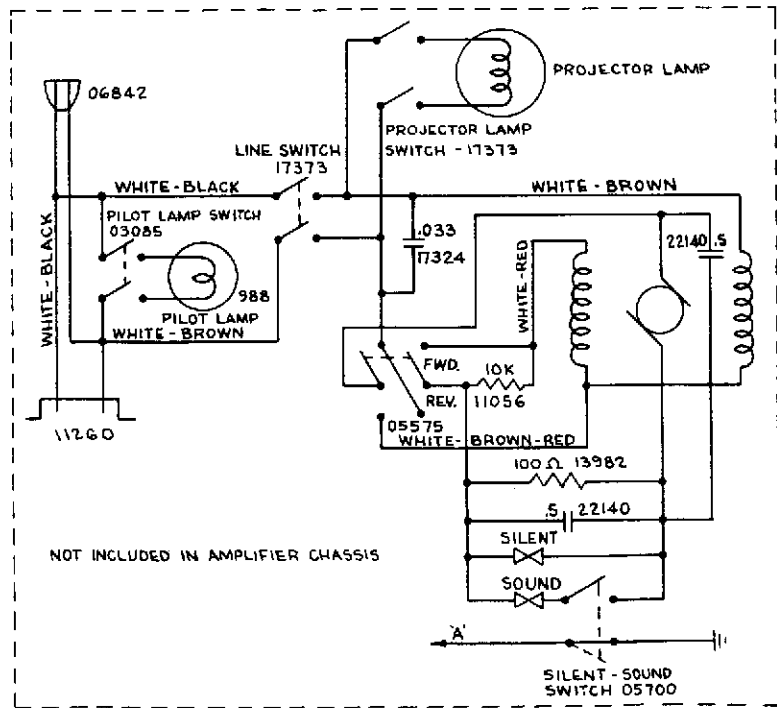 06842
PROJECTOR LAMP
PROJECTOR LAMP
SWITCH - 17373
LINE SWITCH
17373
WHITE-BLACK
WHITE-BROWN
PILOT LAMP SWITCH
03085
.033
17324
22140 .5
WHITE-BLACK
WHITE-RED
988
PILOT LAMP
WHITE-BROWN
FWD.
10K
REV.
11056
11260
05575
WHITE-BROWN-RED
100Ω 13982
.5 22140
SILENT
NOT INCLUDED IN AMPLIFIER CHASSIS
SOUND
'A'
SILENT-SOUND
SWITCH 05700